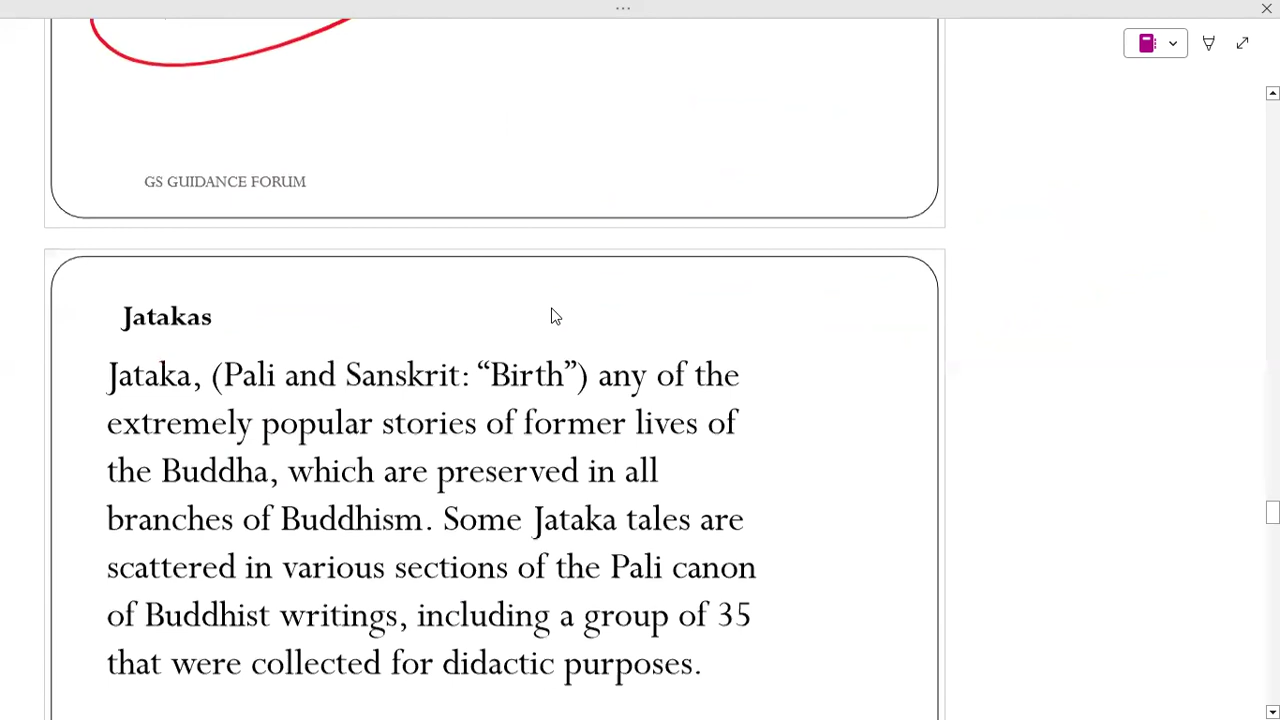 GS GUIDANCE FORUM
Jatakas
Jataka, (Pali and Sanskrit: “Birth”) any of the
extremely popular stories of former lives of
the Buddha, which are preserved in all
branches of Buddhism. Some Jataka tales are
scattered in various sections of the Pali canon
of Buddhist writings, including a group of 35
that were collected for didactic purposes.